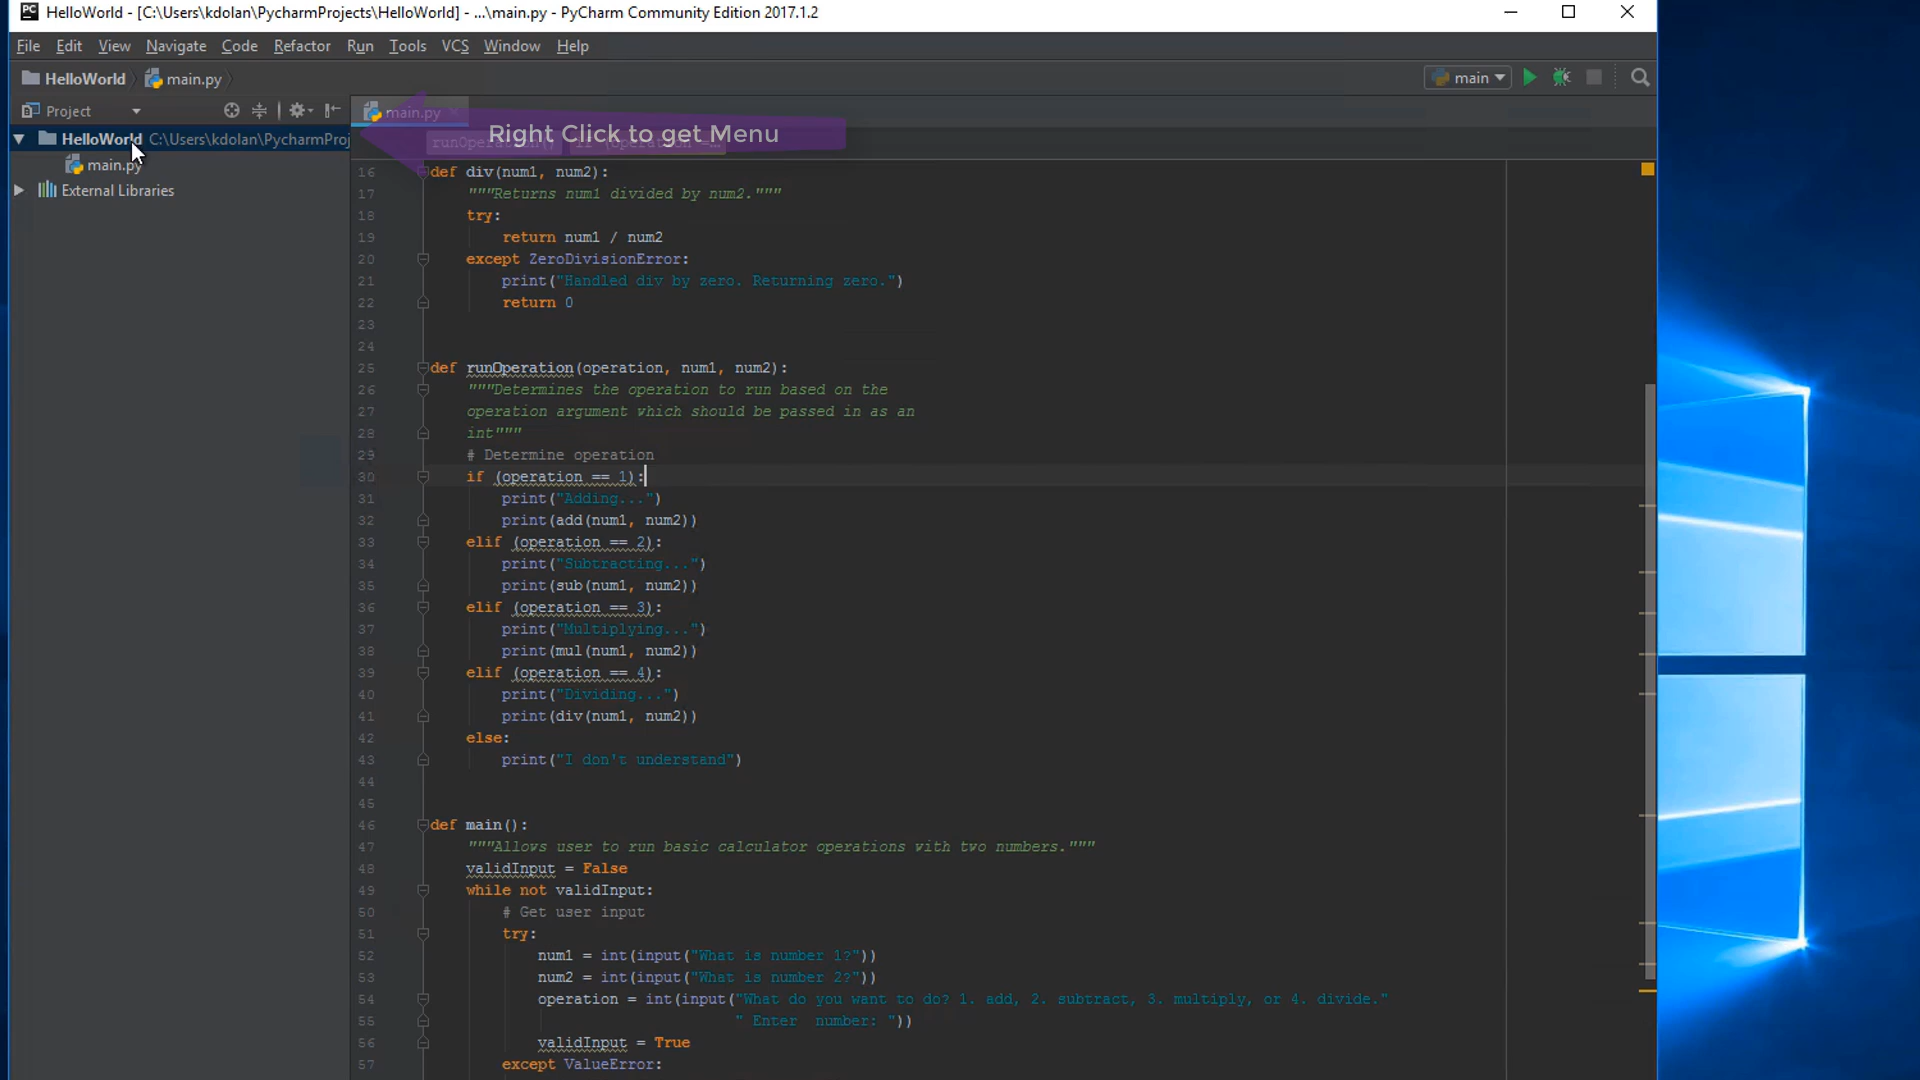 HelloWorld - [C:\Users\kdolan\PycharmProjects\HelloWorld] - ...\main.py - PyCharm Community Edition 2017.1.2
File Edit View Navigate Code Refactor Run Tools VCS Window Help
HelloWorld main.py main
Project main.py
Right Click to get Menu
HelloWorld C:\Users\kdolan\PycharmProj
runOperation()
main.py
External Libraries
16 def div(num1, num2):
17 """Returns num1 divided by num2."""
18 try:
19 return num1 / num2
20 except ZeroDivisionError:
21 print("Handled div by zero. Returning zero.")
22 return 0
23
24
25 def runOperation(operation, num1, num2):
26 """Determines the operation to run based on the
27 operation argument which should be passed in as an
28 int"""
29 # Determine operation
30 if (operation == 1):
31 print("Adding...")
32 print(add(num1, num2))
33 elif (operation == 2):
34 print("Subtracting...")
35 print(sub(num1, num2))
36 elif (operation == 3):
37 print("Multiplying...")
38 print(mul(num1, num2))
39 elif (operation == 4):
40 print("Dividing...")
41 print(div(num1, num2))
42 else:
43 print("I don't understand")
44
45
46 def main():
47 """Allows user to run basic calculator operations with two numbers."""
48 validInput = False
49 while not validInput:
50 # Get user input
51 try:
52 num1 = int(input("What is number 1?"))
53 num2 = int(input("What is number 2?"))
54 operation = int(input("What do you want to do? 1. add, 2. subtract, 3. multiply, or 4. divide."
55 " Enter  number: "))
56 validInput = True
57 except ValueError: